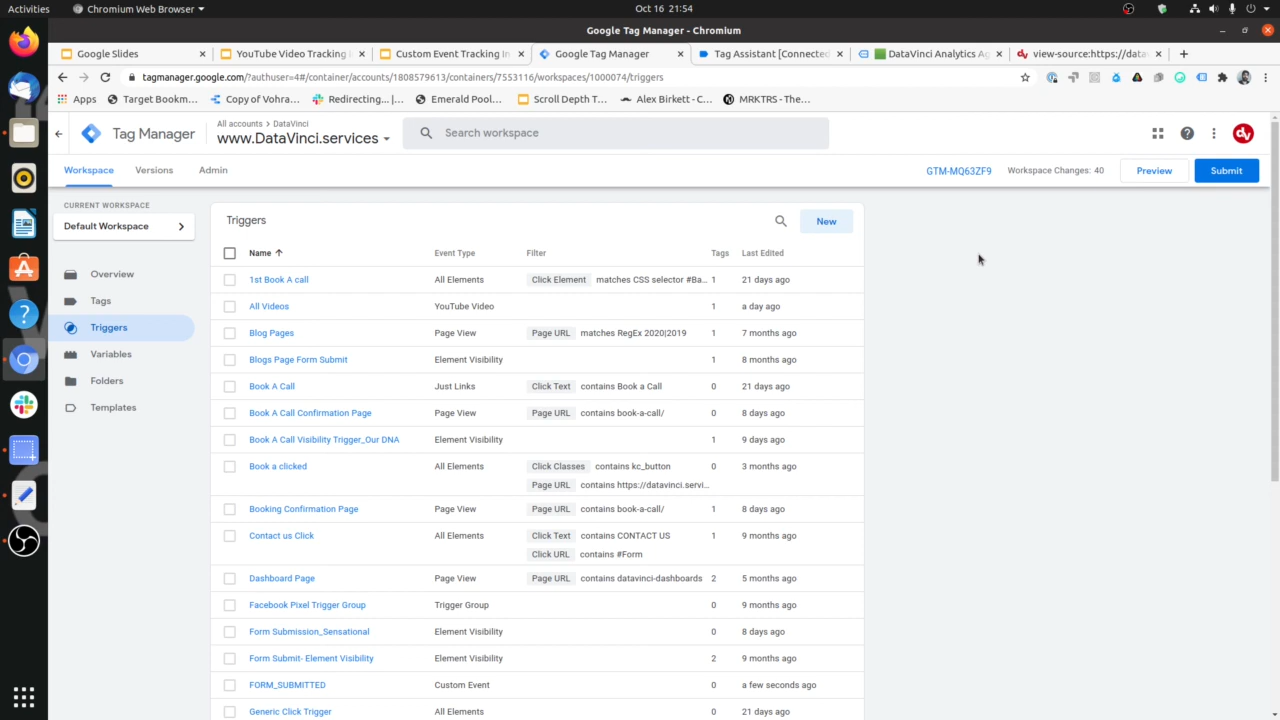 Activities
Chromium Web Browser
Oct 16 21:54
Google Tag Manager - Chromium
Google Slides
YouTube Video Tracking
Custom Event Tracking In
Google Tag Manager
Tag Assistant [Connected
DataVinci Analytics Ag
view-source:https://data
tagmanager.google.com/?authuser=4#/container/accounts/1808579613/containers/7553116/workspaces/1000074/triggers
Apps
Target Bookm...
Copy of Vohra...
Redirecting... |...
Emerald Pool...
Scroll Depth T...
Alex Birkett - C...
MRKTRS - The...
Tag Manager
All accounts > DataVinci
www.DataVinci.services
Search workspace
dv
Workspace
Versions
Admin
GTM-MQ63ZF9
Workspace Changes: 40
Preview
Submit
CURRENT WORKSPACE
Default Workspace
Overview
Tags
Triggers
Variables
Folders
Templates
Triggers
New
Name Event Type Filter Tags Last Edited
1st Book A call All Elements Click Element matches CSS selector #Ba... 1 21 days ago
All Videos YouTube Video 1 a day ago
Blog Pages Page View Page URL matches RegEx 2020|2019 1 7 months ago
Blogs Page Form Submit Element Visibility 1 8 months ago
Book A Call Just Links Click Text contains Book a Call 0 21 days ago
Book A Call Confirmation Page Page View Page URL contains book-a-call/ 0 8 days ago
Book A Call Visibility Trigger_Our DNA Element Visibility 1 9 days ago
Book a clicked All Elements Click Classes contains kc_button 0 3 months ago
Page URL contains https://datavinci.servi...
Booking Confirmation Page Page View Page URL contains book-a-call/ 1 8 days ago
Contact us Click All Elements Click Text contains CONTACT US 1 9 months ago
Click URL contains #Form
Dashboard Page Page View Page URL contains datavinci-dashboards 2 5 months ago
Facebook Pixel Trigger Group Trigger Group 0 9 months ago
Form Submission_Sensational Element Visibility 0 8 days ago
Form Submit- Element Visibility Element Visibility 2 9 months ago
FORM_SUBMITTED Custom Event 0 a few seconds ago
Generic Click Trigger All Elements 0 21 days ago